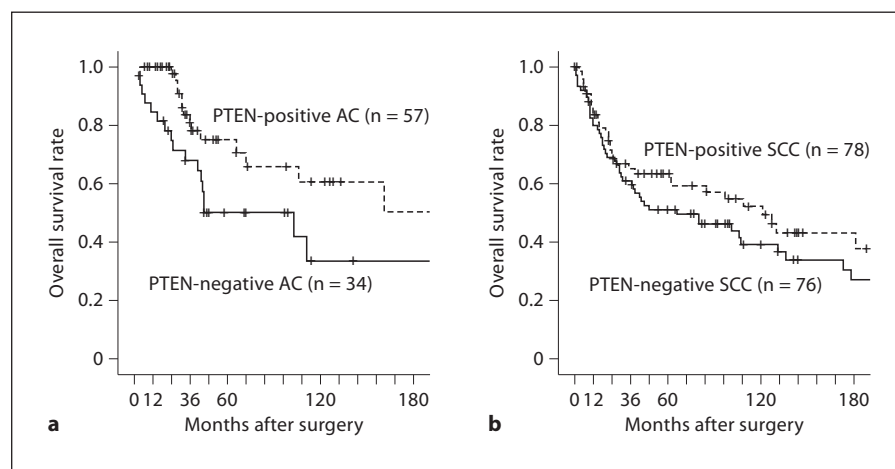 1.0
0.8
0.6
0.4
0.2
0
Overall survival rate
PTEN-positive AC (n = 57)
PTEN-negative AC (n = 34)
0 12 36 60 120 180
Months after surgery
a
1.0
0.8
0.6
0.4
0.2
0
Overall survival rate
PTEN-positive SCC (n = 78)
PTEN-negative SCC (n = 76)
0 12 36 60 120 180
Months after surgery
b